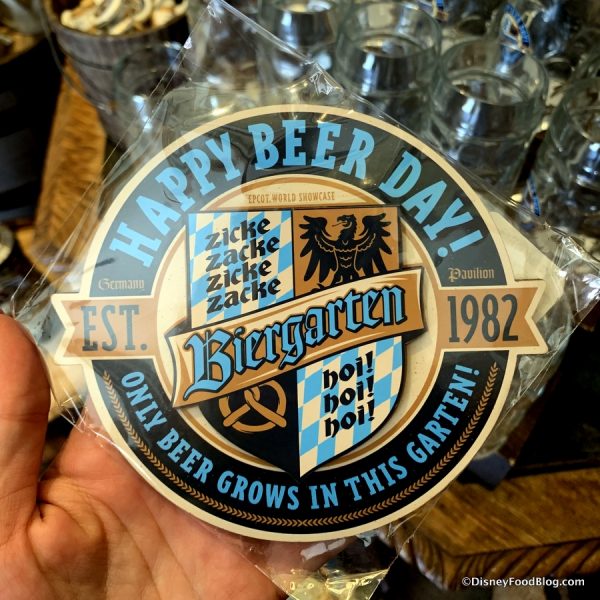 HAPPY BEER DAY!
EPCOT WORLD SHOWCASE
zicke
zacke
zicke
zacke
Germany
Pavilion
EST.
1982
Biergarten
hoi!
hoi!
hoi!
ONLY BEER GROWS IN THIS GARTEN!
©DisneyFoodBlog.com